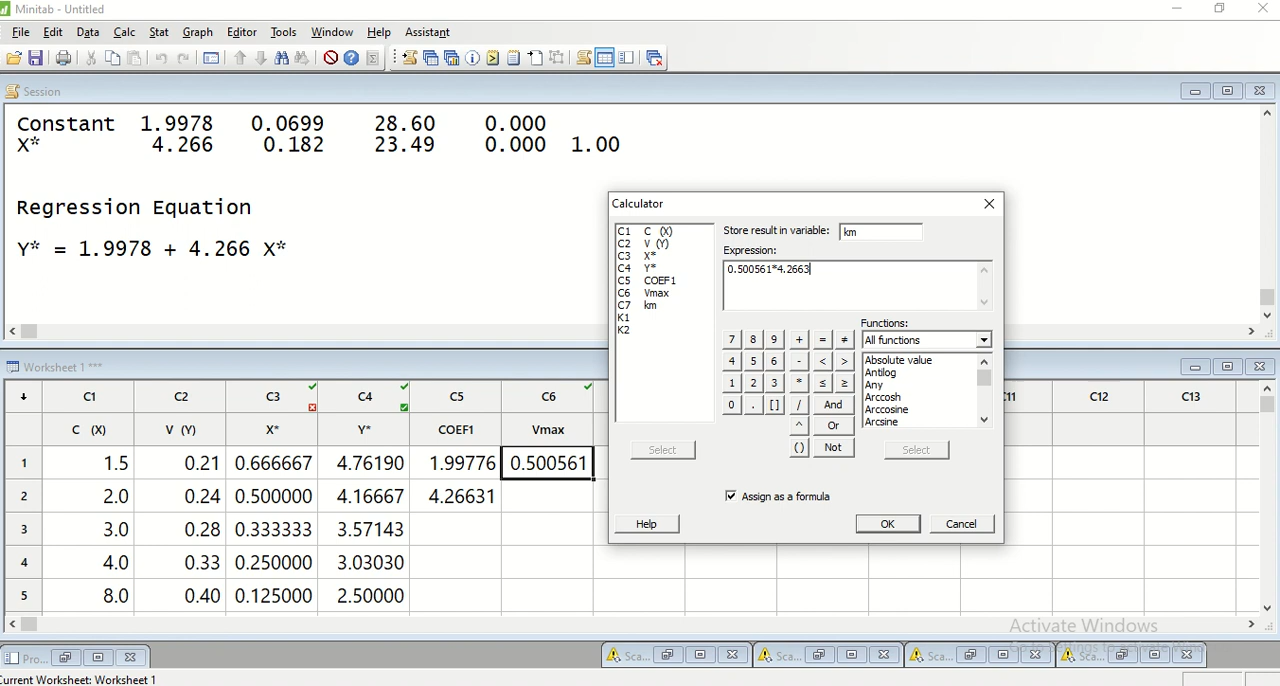 Minitab - Untitled
File Edit Data Calc Stat Graph Editor Tools Window Help Assistant
Session
Constant 1.9978 0.0699 28.60 0.000
X* 4.266 0.182 23.49 0.000 1.00
Regression Equation
Y* = 1.9978 + 4.266 X*
Calculator
C1 C (X)
C2 V (Y)
C3 X*
C4 Y*
C5 COEF1
C6 Vmax
C7 km
K1
K2
Store result in variable: km
Expression:
0.500561*4.2663
Functions:
7 8 9 + = ≠ All functions
4 5 6 - < >
1 2 3 * ≤ ≥
0 . [] / And
^ Or
() Not
Absolute value
Antilog
Any
Arccosh
Arccosine
Arcsine
Select Select
Assign as a formula
Help OK Cancel
Worksheet 1 ***
C1 C2 C3 C4 C5 C6 C11 C12 C13
C (X) V (Y) X* Y* COEF1 Vmax
1 1.5 0.21 0.666667 4.76190 1.99776 0.500561
2 2.0 0.24 0.500000 4.16667 4.26631
3 3.0 0.28 0.333333 3.57143
4 4.0 0.33 0.250000 3.03030
5 8.0 0.40 0.125000 2.50000
Activate Windows
Pro... Sca... Sca... Sca... Sca...
Current Worksheet: Worksheet 1